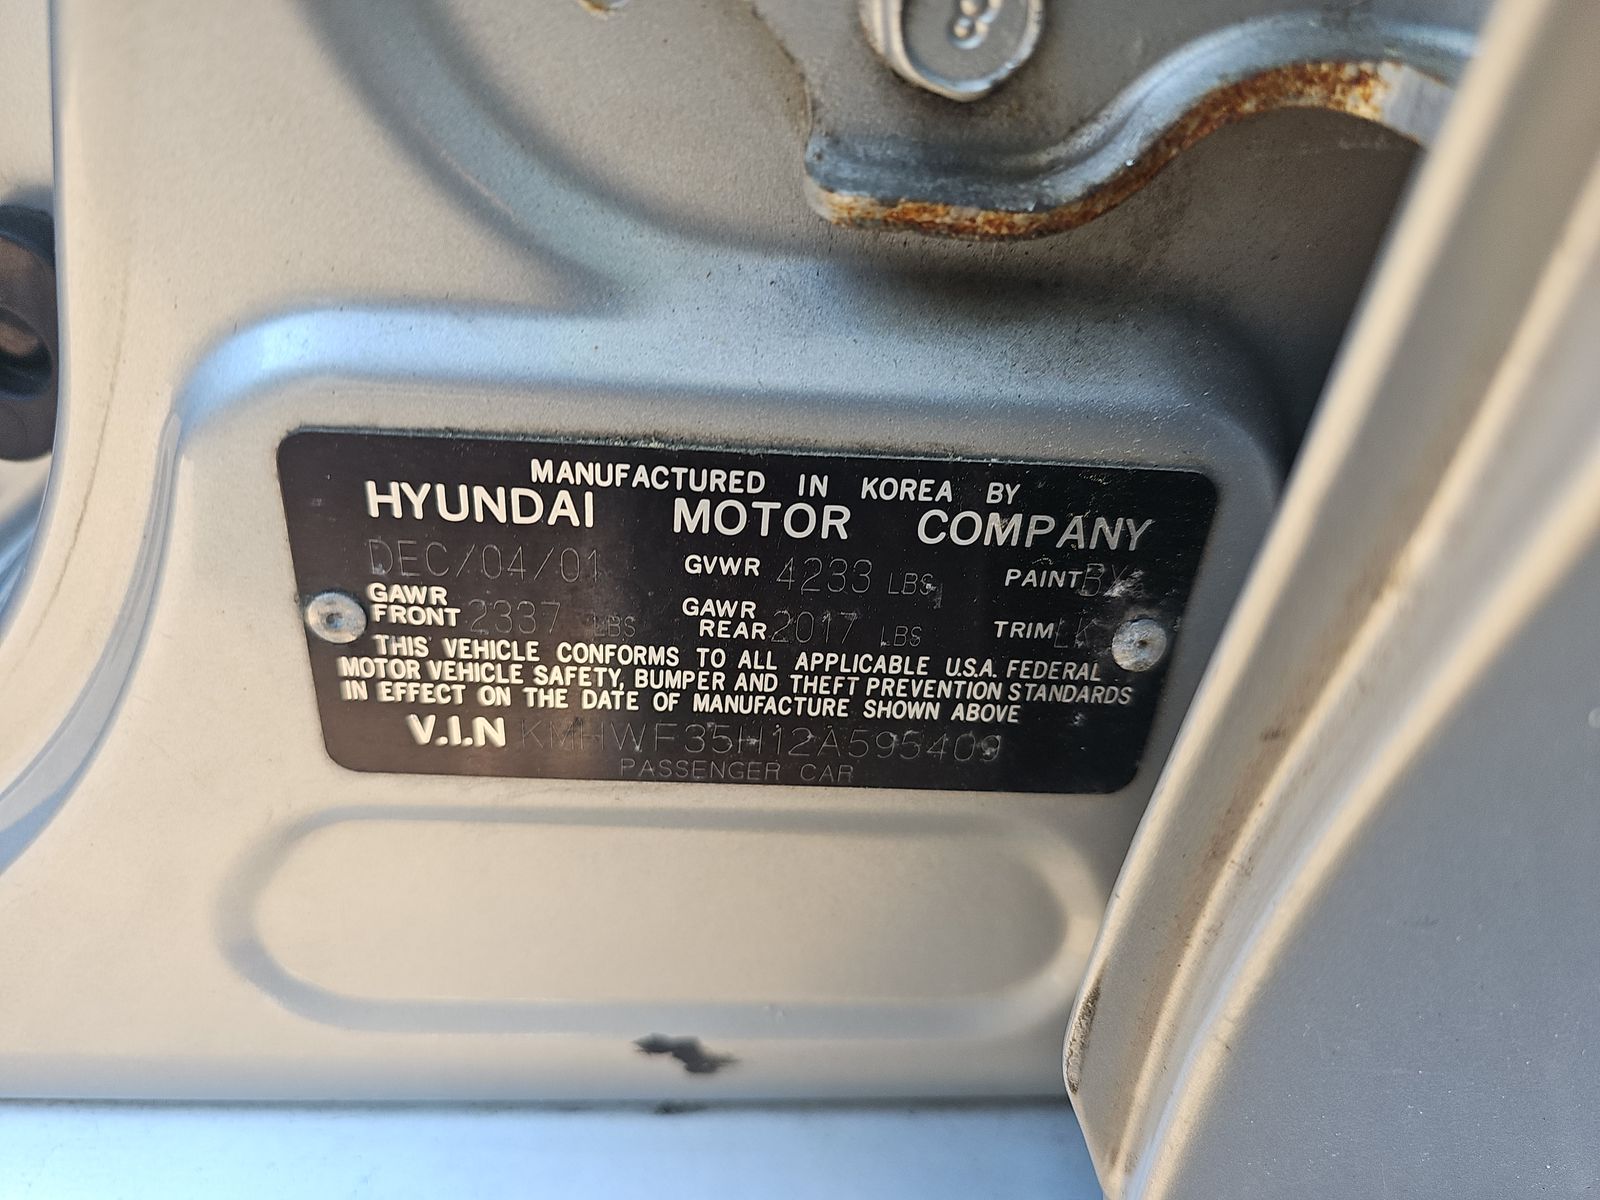 MANUFACTURED IN KOREA BY
HYUNDAI MOTOR COMPANY
DEC/04/01 GVWR 4233 LBS PAINT
GAWR FRONT 2337 LBS GAWR REAR 2017 LBS TRIM
THIS VEHICLE CONFORMS TO ALL APPLICABLE U.S.A. FEDERAL
MOTOR VEHICLE SAFETY, BUMPER AND THEFT PREVENTION STANDARDS
IN EFFECT ON THE DATE OF MANUFACTURE SHOWN ABOVE
V.I.N KMHWF35H12A595409
PASSENGER CAR